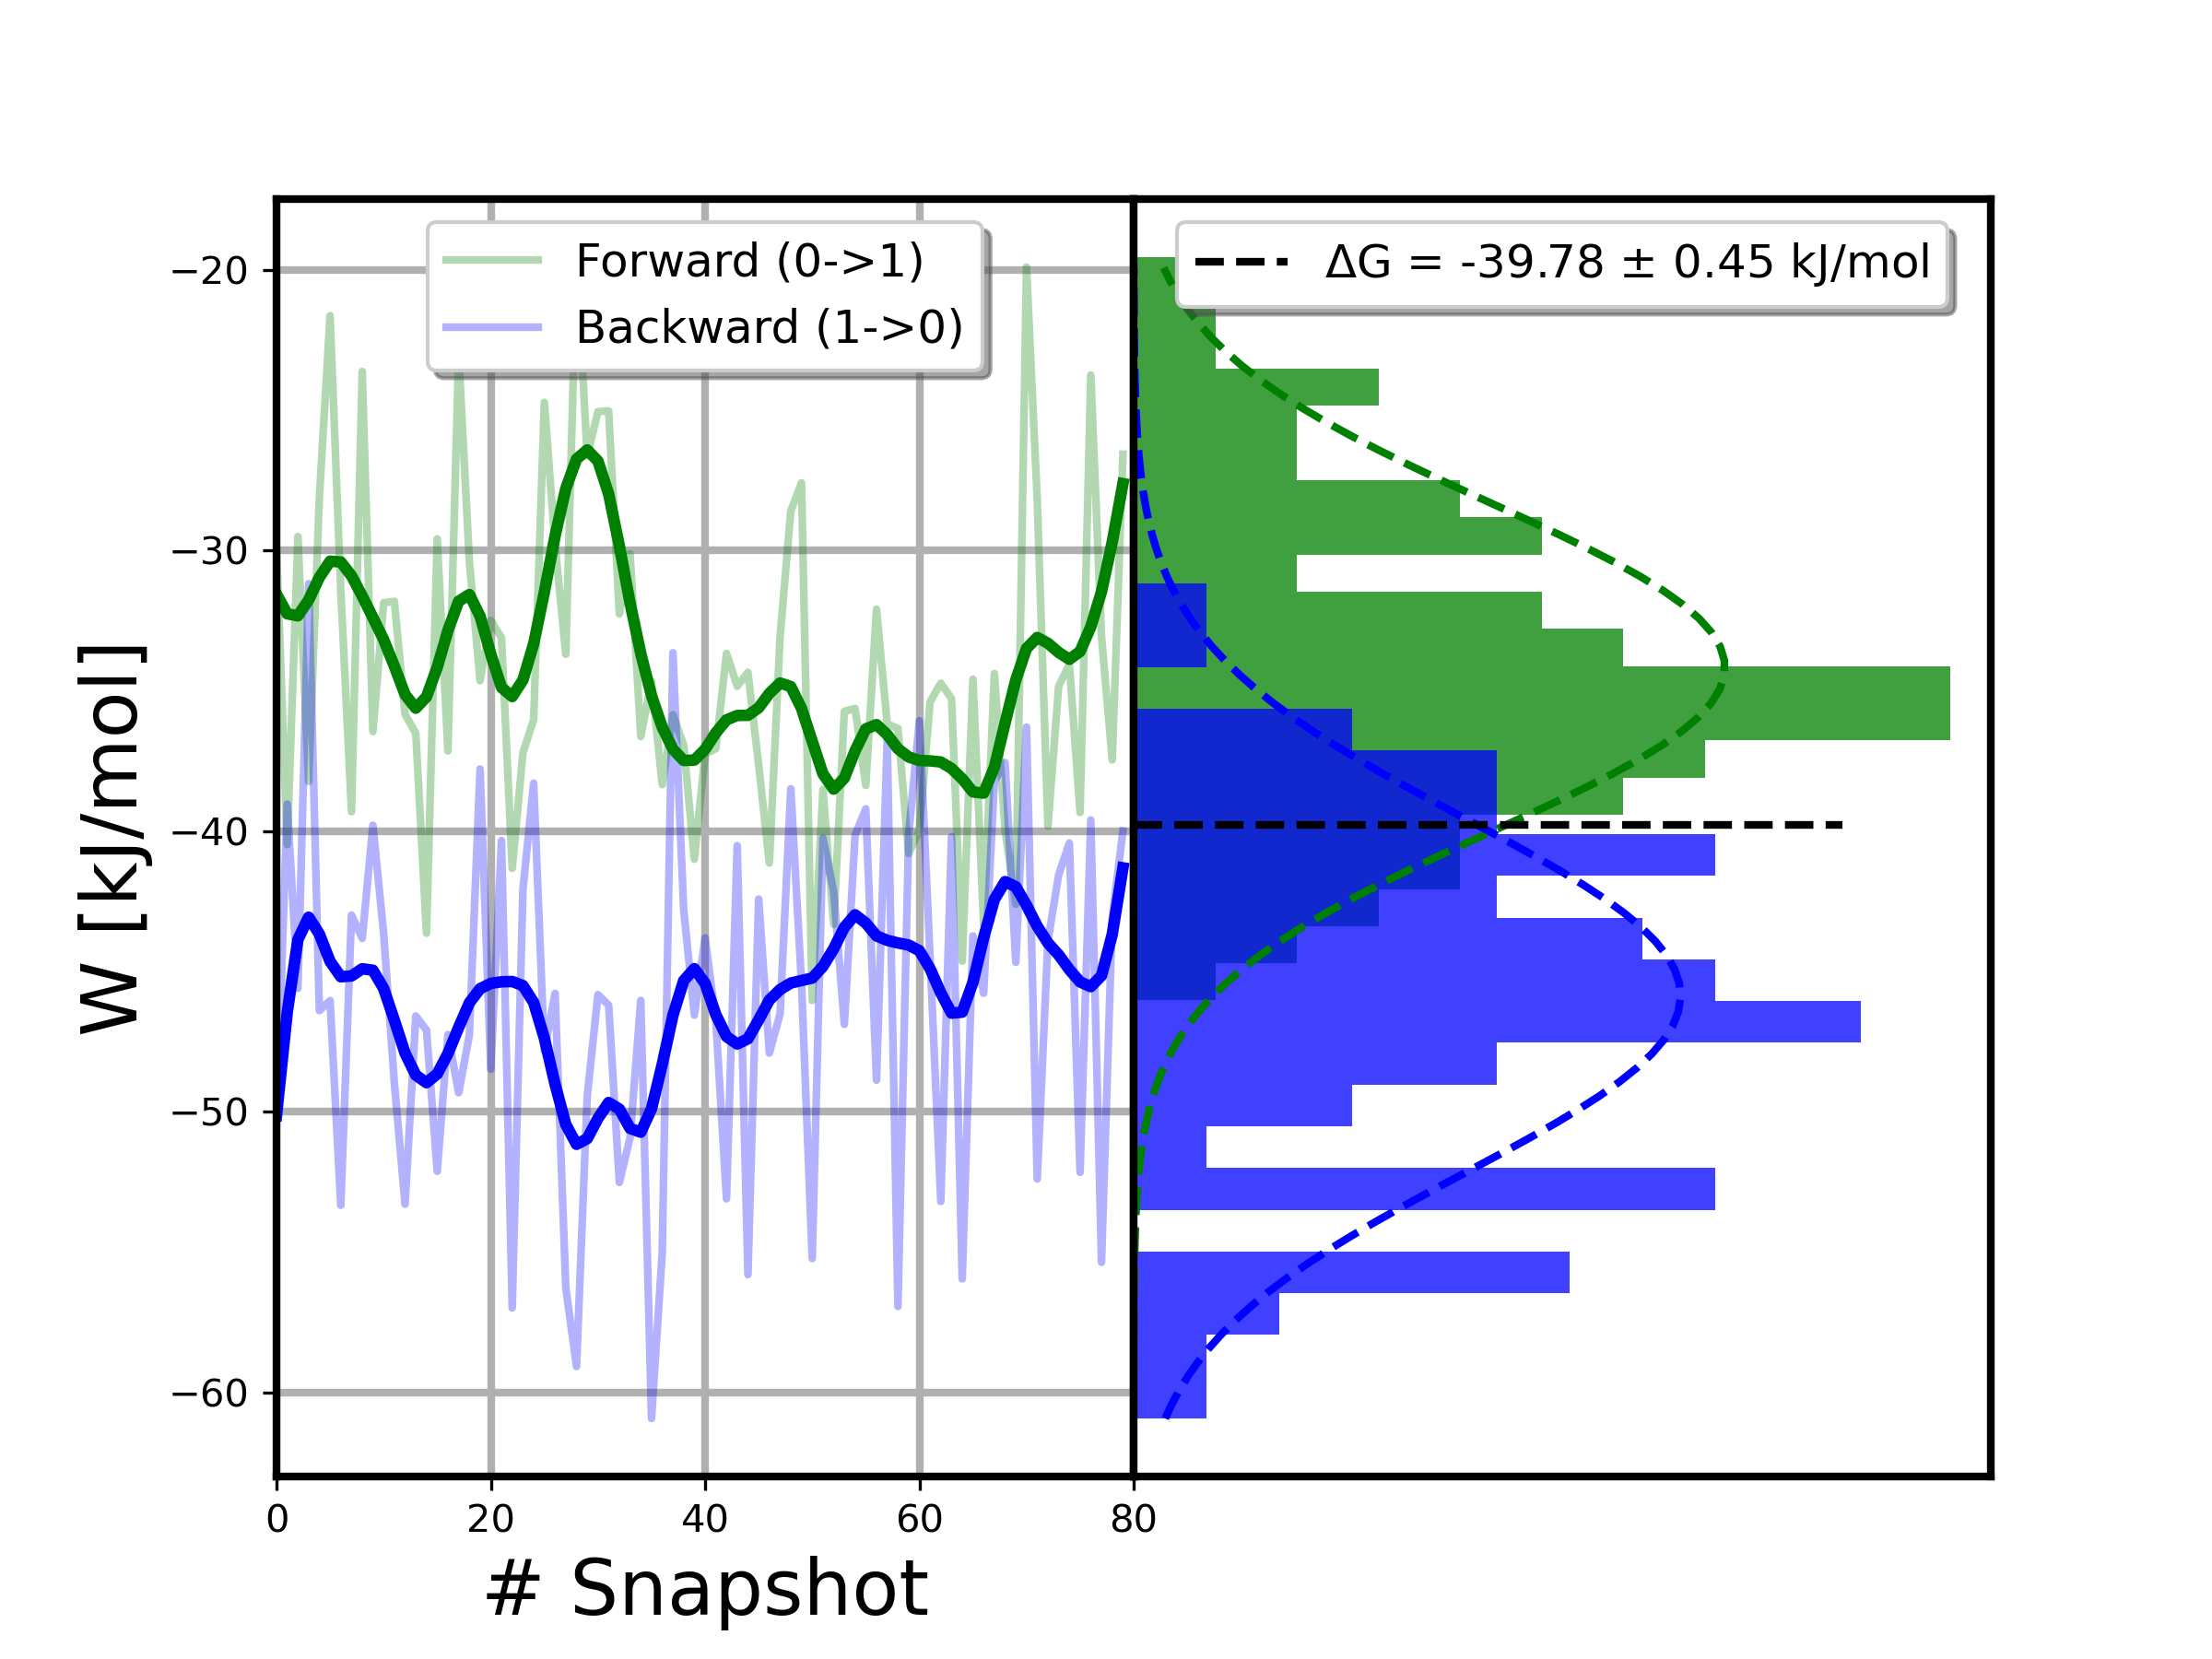 Forward (0->1)
Backward (1->0)
ΔG = -39.78 ± 0.45 kJ/mol
W [kJ/mol]
−20
−30
−40
−50
−60
0 20 40 60 80
# Snapshot